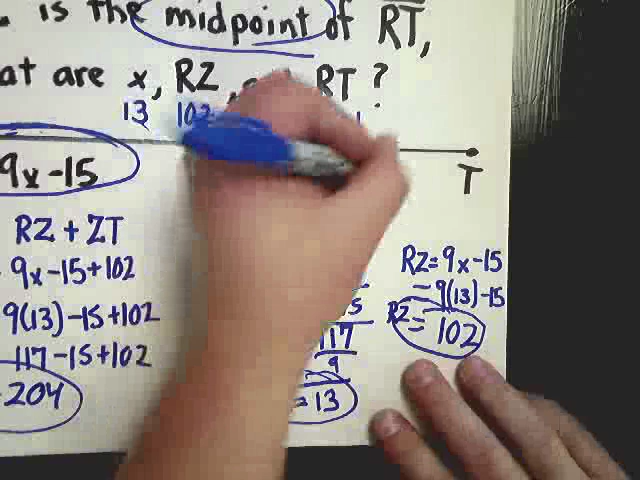 is the midpoint of RT,
at are x, RZ, RT?
13 102
9x-15
T
RZ + ZT
9x-15+102
9(13)-15+102
117-15+102
204
117
9
=13
RZ=9x-15
=9(13)-15
RZ=102